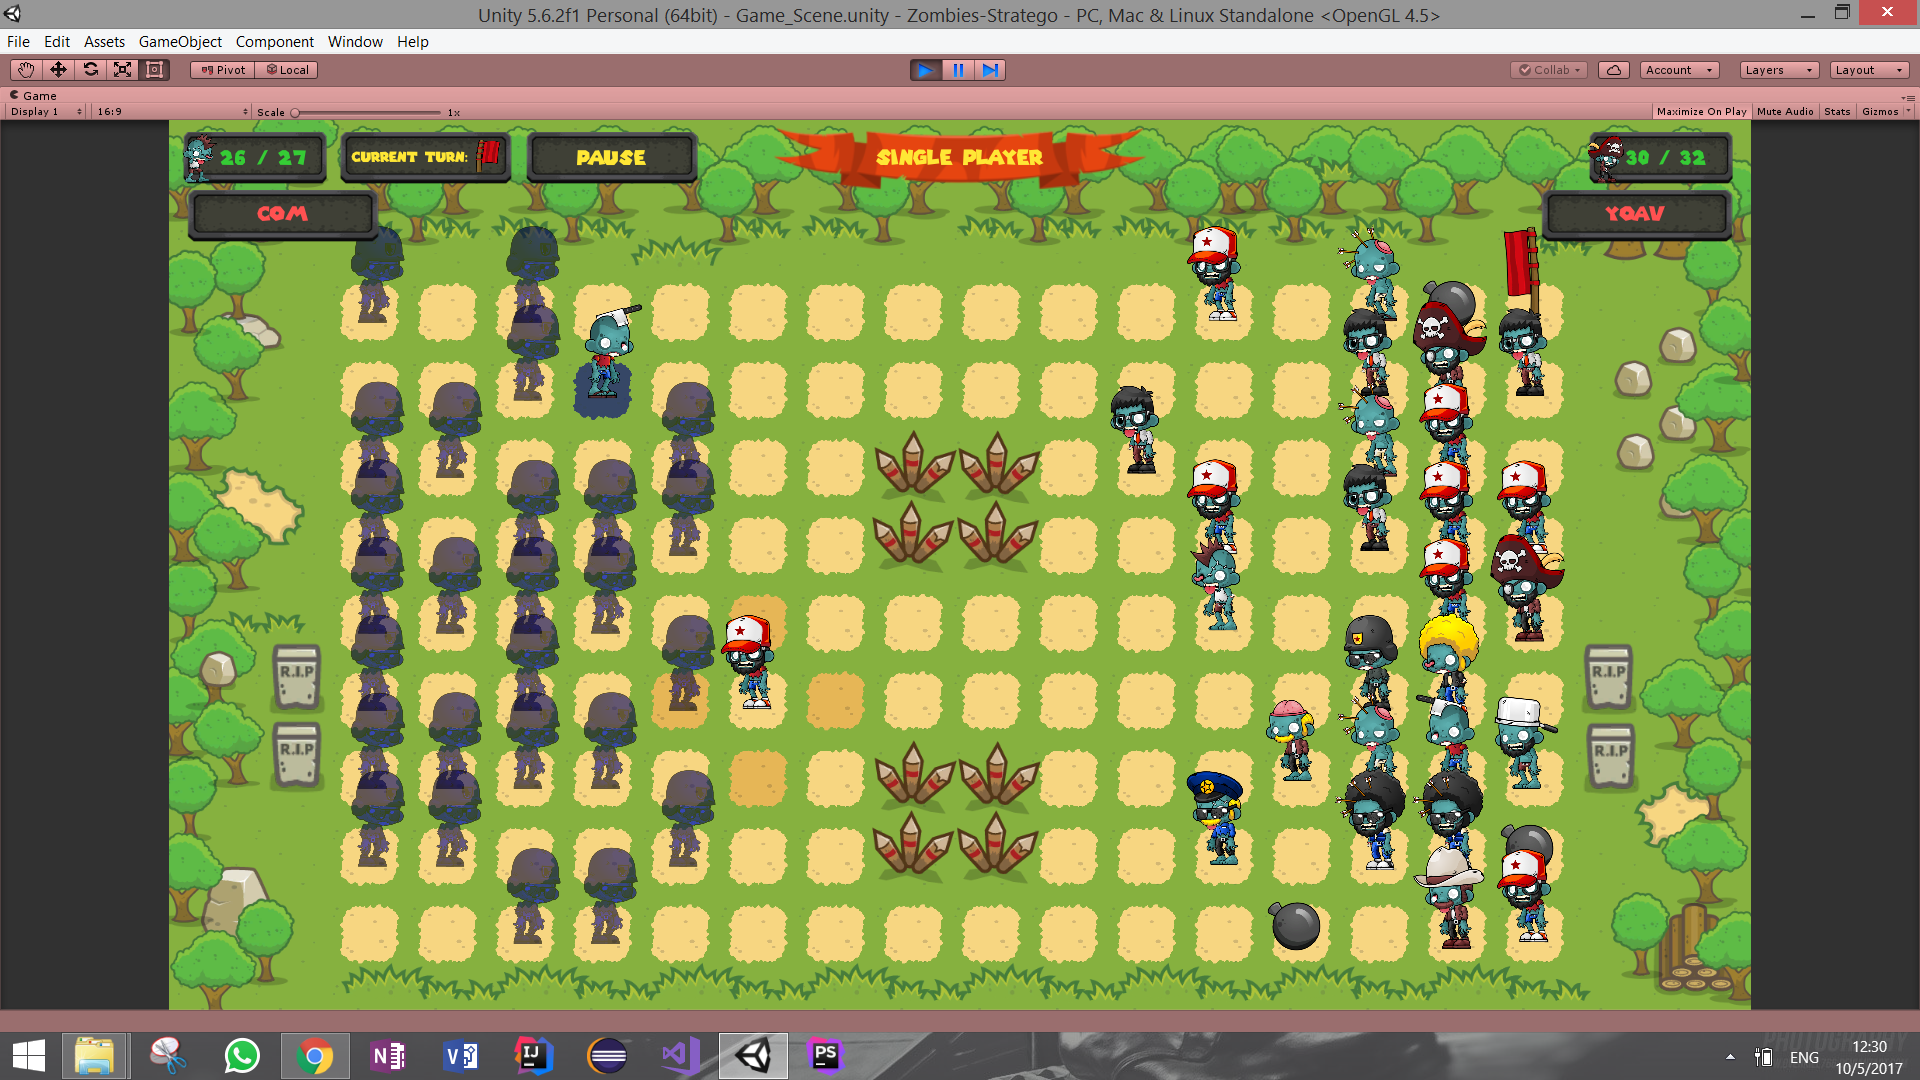 Unity 5.6.2f1 Personal (64bit) - Game_Scene.unity - Zombies-Stratego - PC, Mac & Linux Standalone <OpenGL 4.5>
File Edit Assets GameObject Component Window Help
Pivot Local Collab Account Layers Layout
Game
Display 1 16:9 Scale 1x Maximize On Play Mute Audio Stats Gizmos
26 / 27 CURRENT TURN: PAUSE SINGLE PLAYER 30 / 32
COM YOAV
R.I.P R.I.P
R.I.P R.I.P
N V IJ PS
ENG
12:30
10/5/2017